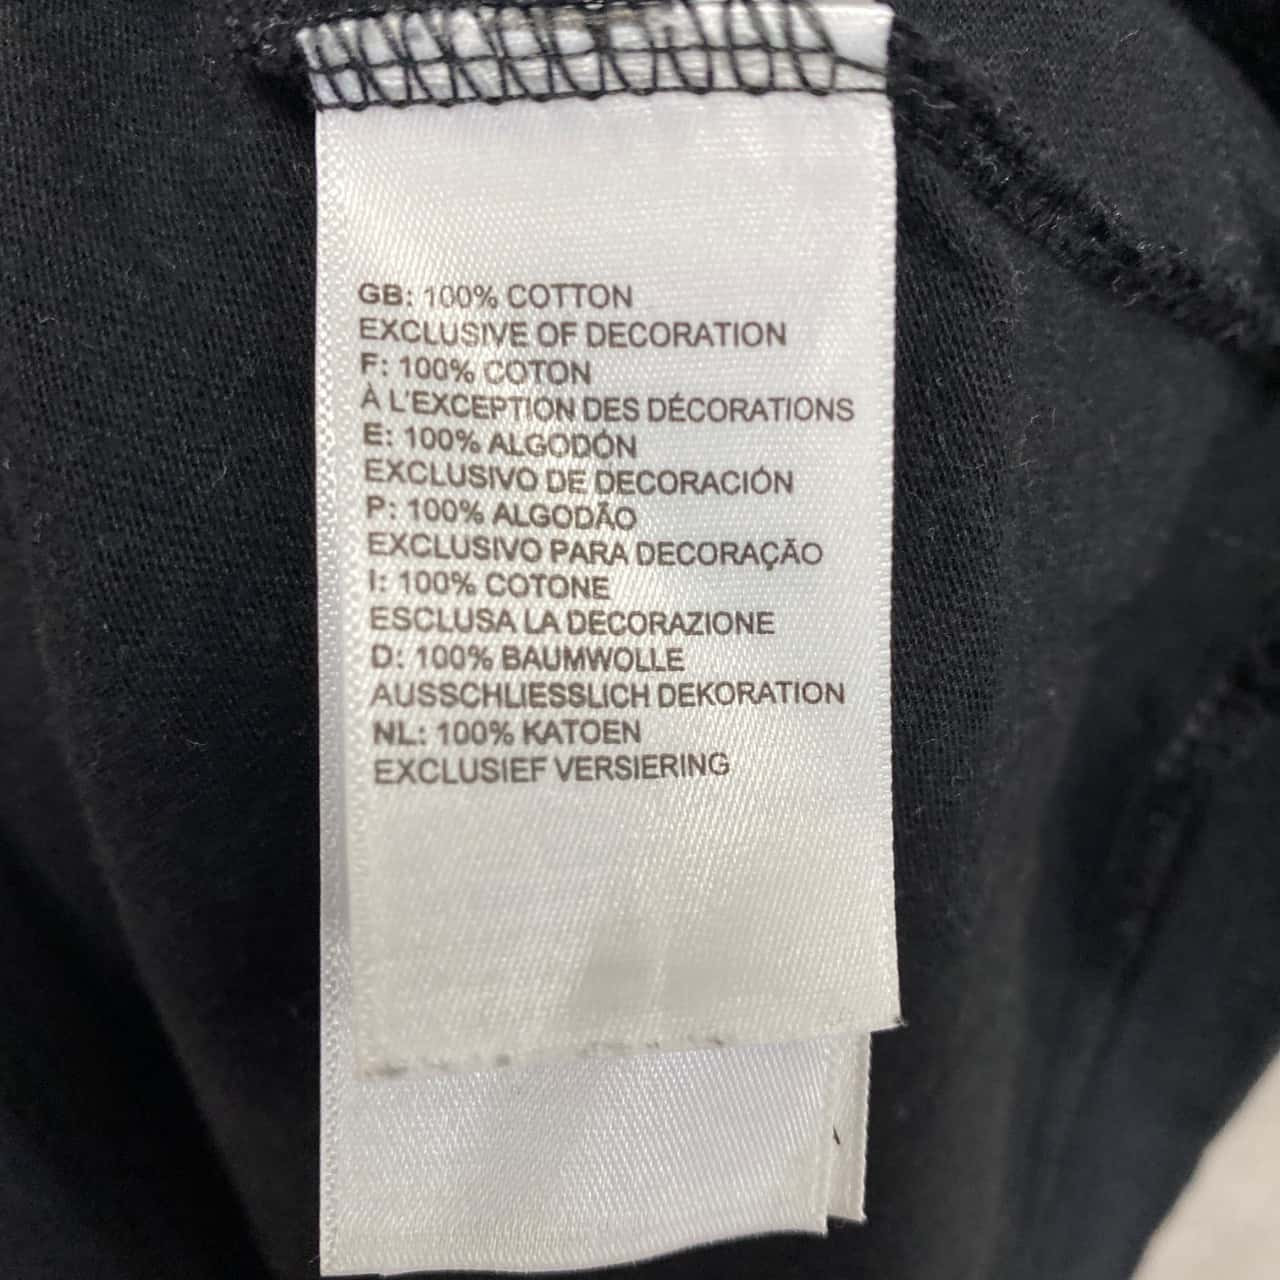 GB: 100% COTTON
EXCLUSIVE OF DECORATION
F: 100% COTON
À L'EXCEPTION DES DÉCORATIONS
E: 100% ALGODÓN
EXCLUSIVO DE DECORACIÓN
P: 100% ALGODÃO
EXCLUSIVO PARA DECORAÇÃO
I: 100% COTONE
ESCLUSA LA DECORAZIONE
D: 100% BAUMWOLLE
AUSSCHLIESSLICH DEKORATION
NL: 100% KATOEN
EXCLUSIEF VERSIERING